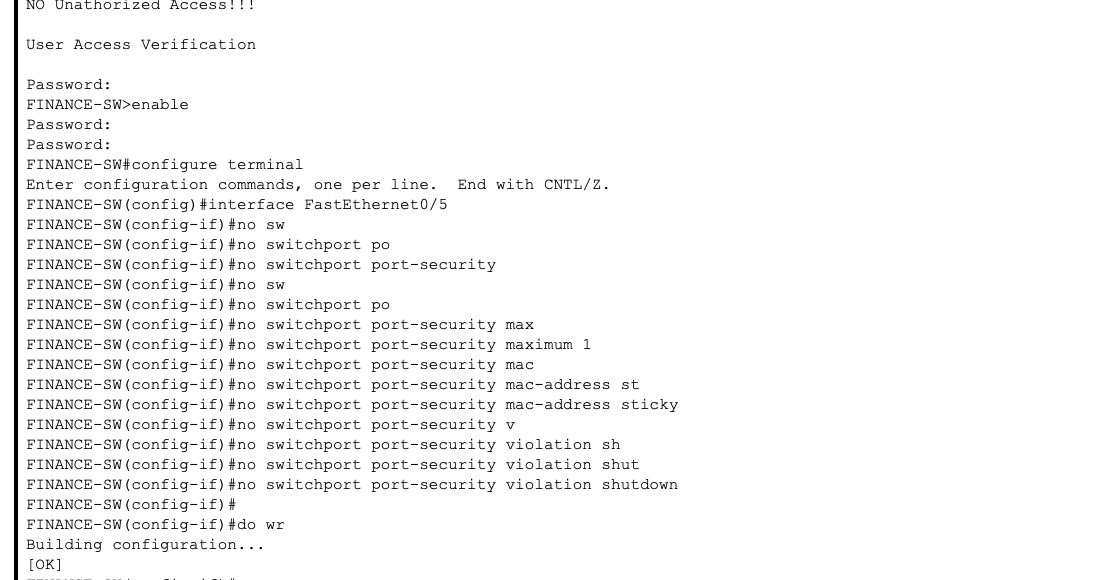 NO Unathorized Access!!!
User Access Verification
Password:
FINANCE-SW>enable
Password:
Password:
FINANCE-SW#configure terminal
Enter configuration commands, one per line.  End with CNTL/Z.
FINANCE-SW(config)#interface FastEthernet0/5
FINANCE-SW(config-if)#no sw
FINANCE-SW(config-if)#no switchport po
FINANCE-SW(config-if)#no switchport port-security
FINANCE-SW(config-if)#no sw
FINANCE-SW(config-if)#no switchport po
FINANCE-SW(config-if)#no switchport port-security max
FINANCE-SW(config-if)#no switchport port-security maximum 1
FINANCE-SW(config-if)#no switchport port-security mac
FINANCE-SW(config-if)#no switchport port-security mac-address st
FINANCE-SW(config-if)#no switchport port-security mac-address sticky
FINANCE-SW(config-if)#no switchport port-security v
FINANCE-SW(config-if)#no switchport port-security violation sh
FINANCE-SW(config-if)#no switchport port-security violation shut
FINANCE-SW(config-if)#no switchport port-security violation shutdown
FINANCE-SW(config-if)#
FINANCE-SW(config-if)#do wr
Building configuration...
[OK]